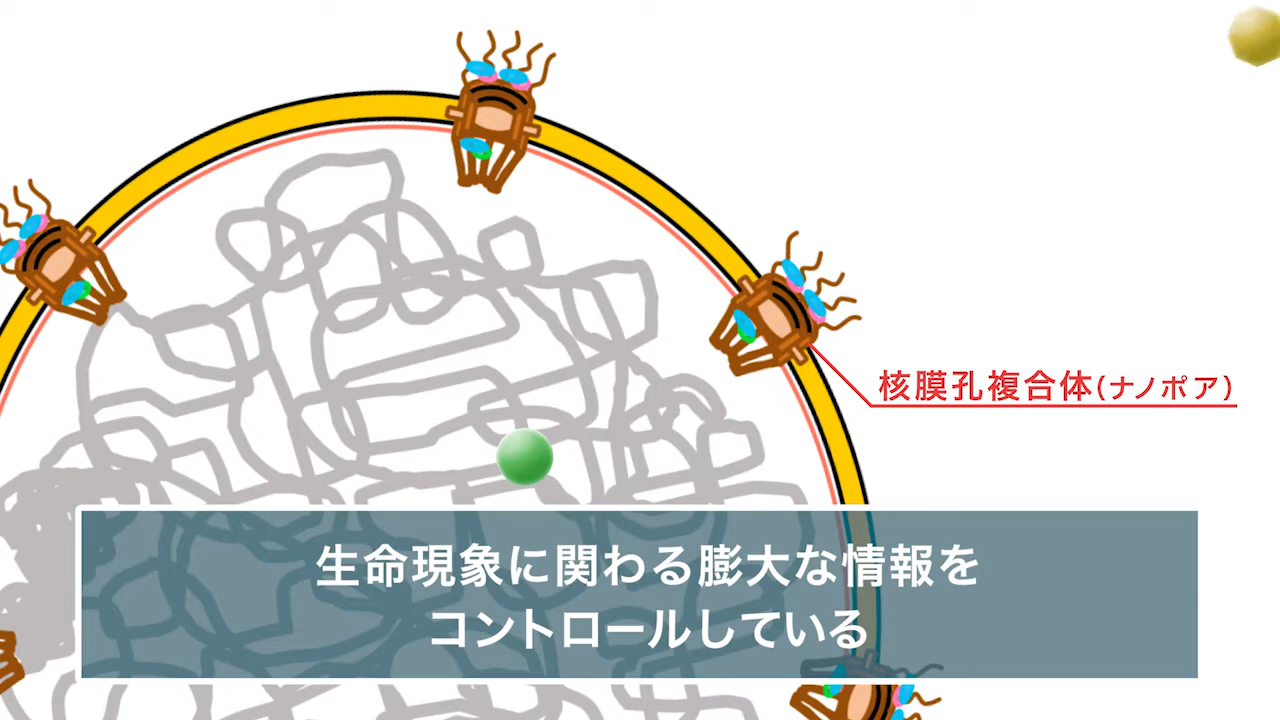 核膜孔複合体(ナノポア)
生命現象に関わる膨大な情報を
コントロールしている